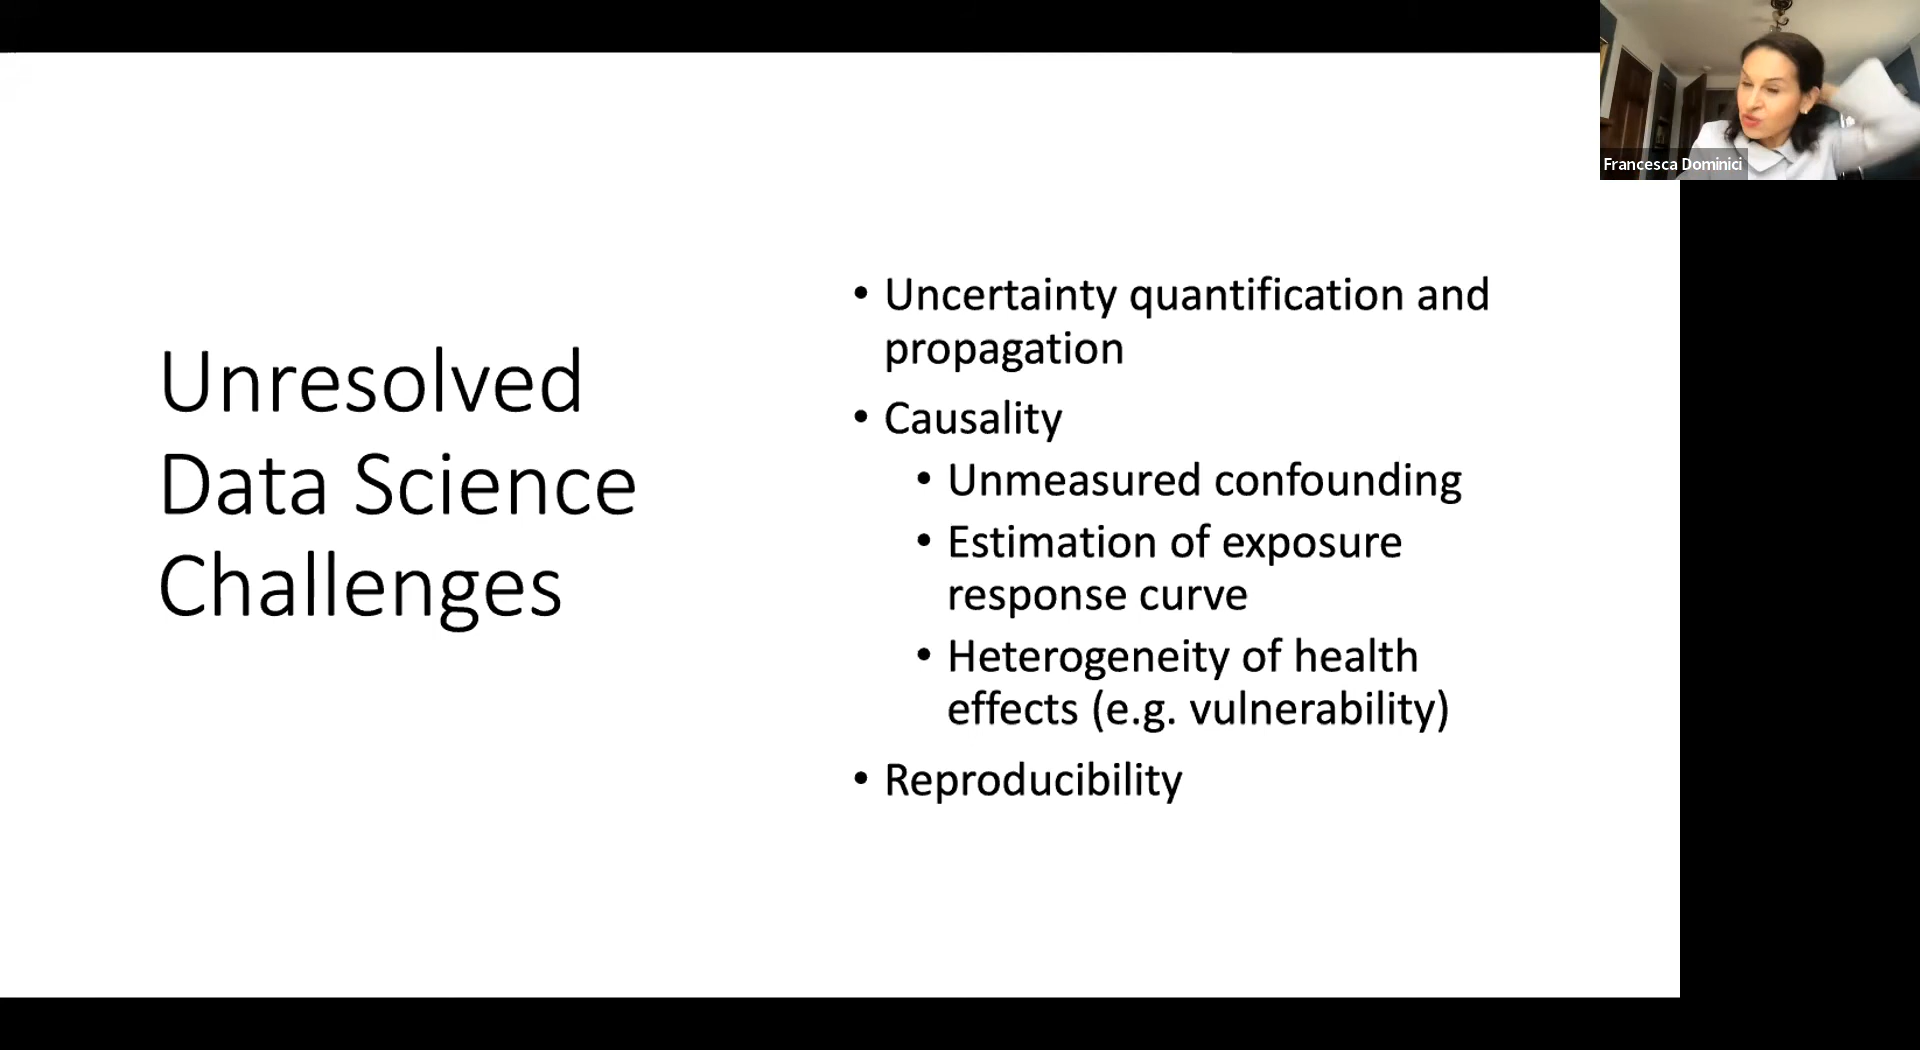 Francesca Dominici
Unresolved
Data Science
Challenges
• Uncertainty quantification and
propagation
• Causality
• Unmeasured confounding
• Estimation of exposure
response curve
• Heterogeneity of health
effects (e.g. vulnerability)
• Reproducibility